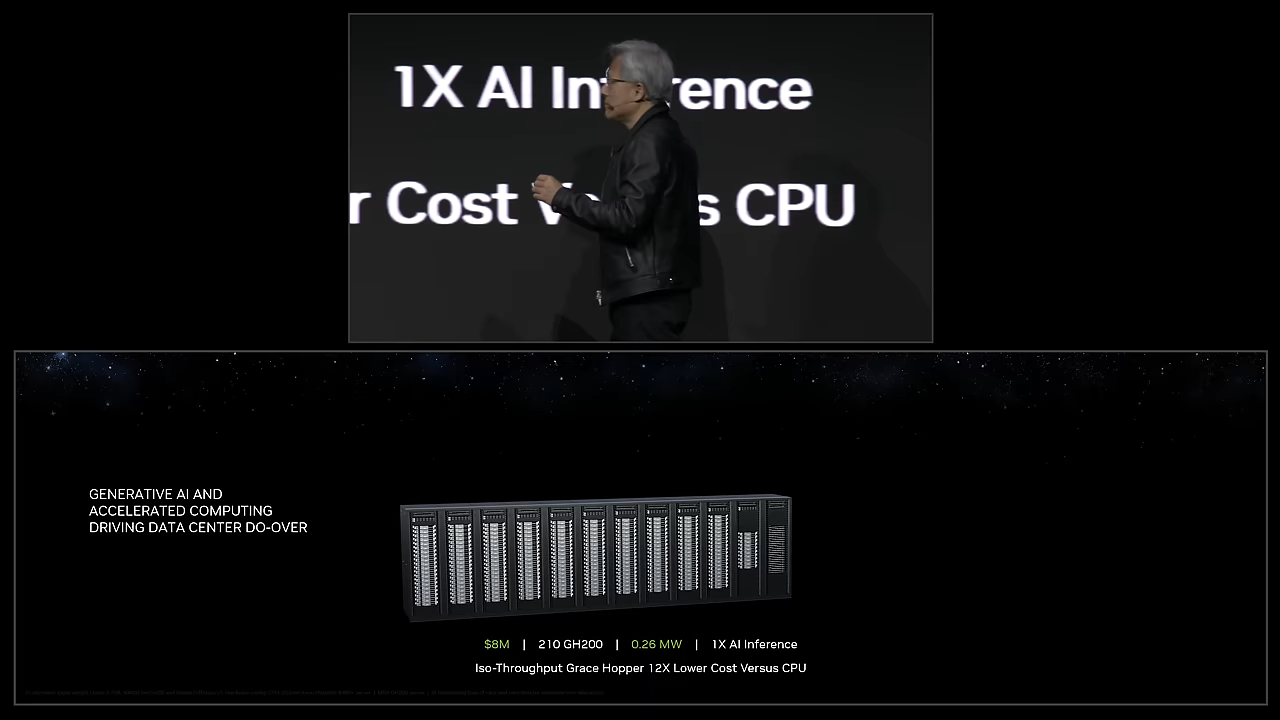 1X AI In rence
r Cost V s CPU
GENERATIVE AI AND
ACCELERATED COMPUTING
DRIVING DATA CENTER DO-OVER
$8M | 210 GH200 | 0.26 MW | 1X AI Inference
Iso-Throughput Grace Hopper 12X Lower Cost Versus CPU